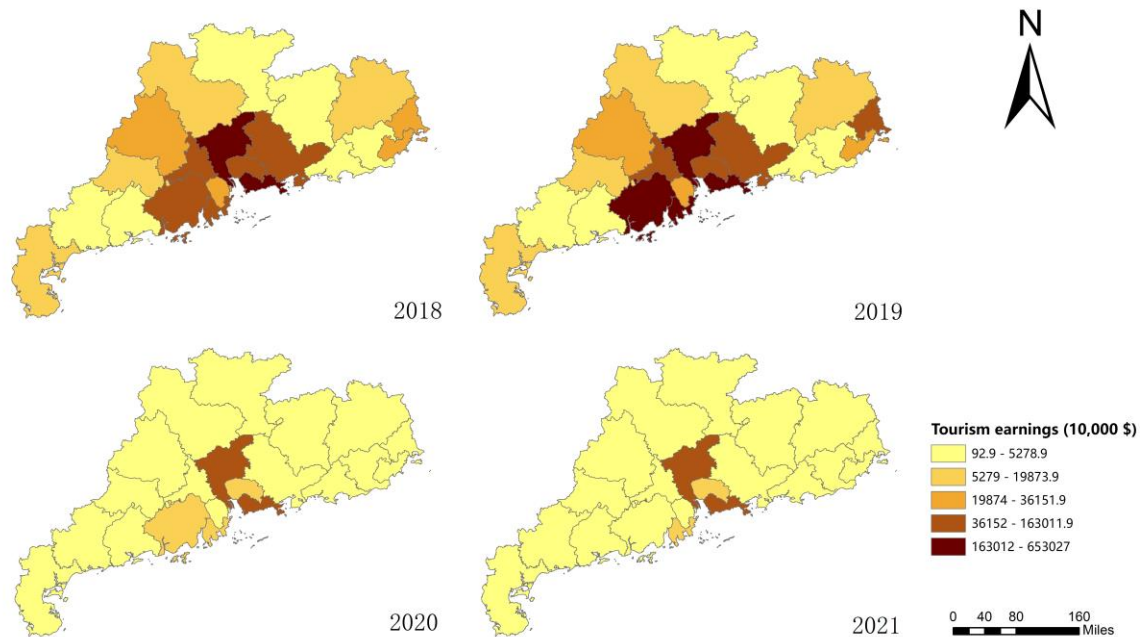 N
2018
2019
2020
2021
Tourism earnings (10,000 $)
92.9 - 5278.9
5279 - 19873.9
19874 - 36151.9
36152 - 163011.9
163012 - 653027
0 40 80 160
Miles